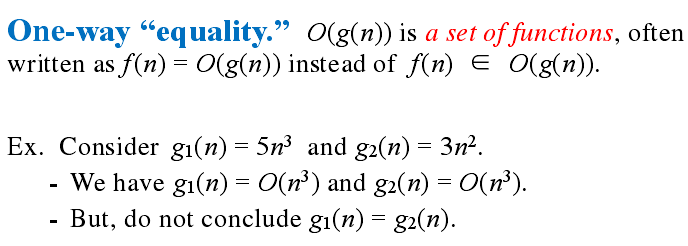 One-way “equality.” O(g(n)) is a set of functions, often
written as f(n) = O(g(n)) instead of f(n) ∈ O(g(n)).
Ex. Consider g₁(n) = 5n³ and g₂(n) = 3n².
- We have g₁(n) = O(n³) and g₂(n) = O(n³).
- But, do not conclude g₁(n) = g₂(n).